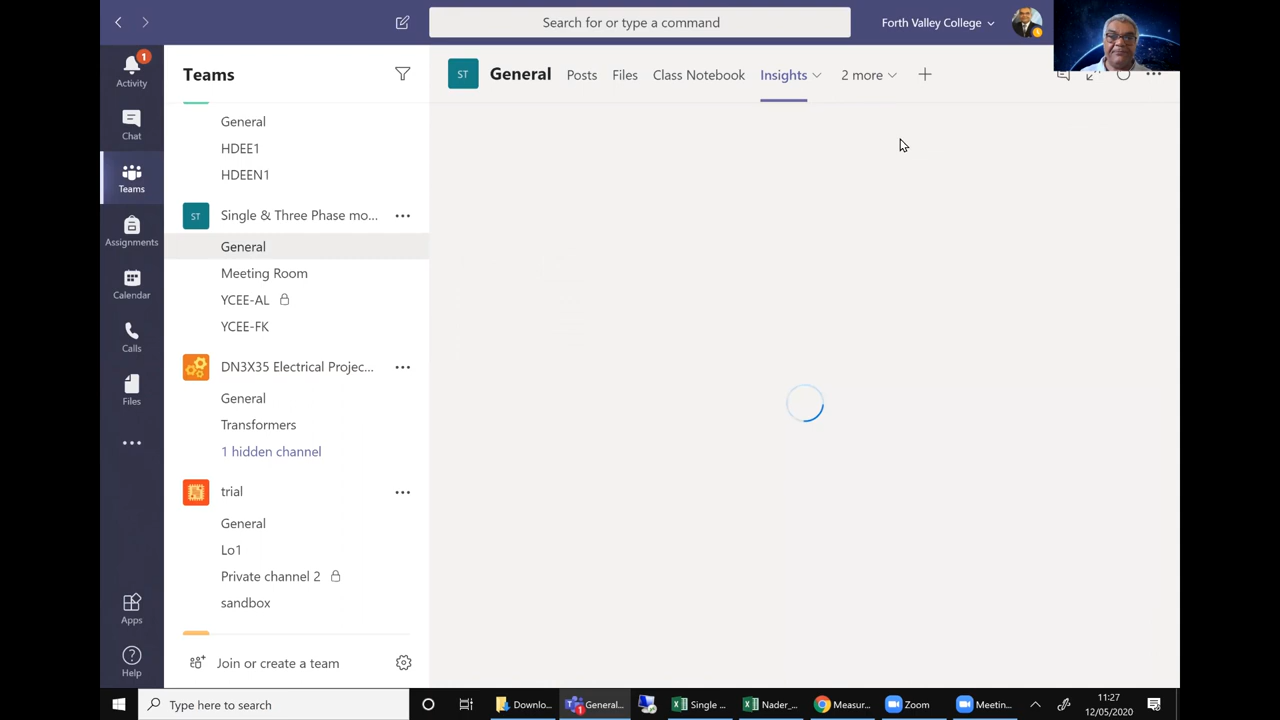 Search for or type a command
Forth Valley College
1
Activity
Chat
Teams
Assignments
Calendar
Calls
Files
Apps
Help
Teams
General
HDEE1
HDEEN1
ST
Single & Three Phase mo...
General
Meeting Room
YCEE-AL
YCEE-FK
DN3X35 Electrical Projec...
General
Transformers
1 hidden channel
trial
General
Lo1
Private channel 2
sandbox
Join or create a team
ST
General Posts Files Class Notebook Insights 2 more
Type here to search
Downlo...
1
General...
Single ...
Nader_...
Measur...
Zoom
Meetin...
11:27
12/05/2020